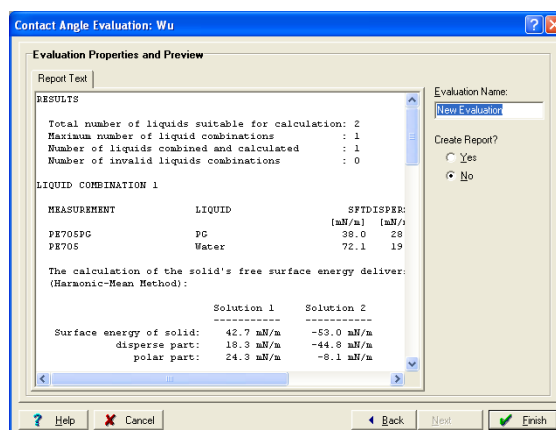 Contact Angle Evaluation: Wu
Evaluation Properties and Preview
Report Text
RESULTS
Total number of liquids suitable for calculation: 2
Maximum number of liquid combinations : 1
Number of liquids combined and calculated : 1
Number of invalid liquids combinations : 0
LIQUID COMBINATION 1
MEASUREMENT LIQUID SFTDISPER
[mN/m] [mN/
PE705PG PG 38.0 28
PE705 Water 72.1 19
The calculation of the solid's free surface energy deliver
(Harmonic-Mean Method):
Solution 1 Solution 2
----------- -----------
Surface energy of solid: 42.7 mN/m -53.0 mN/m
disperse part: 18.3 mN/m -44.8 mN/m
polar part: 24.3 mN/m -8.1 mN/m
Evaluation Name:
New Evaluation
Create Report?
Yes
No
Help
Cancel
Back
Next
Finish